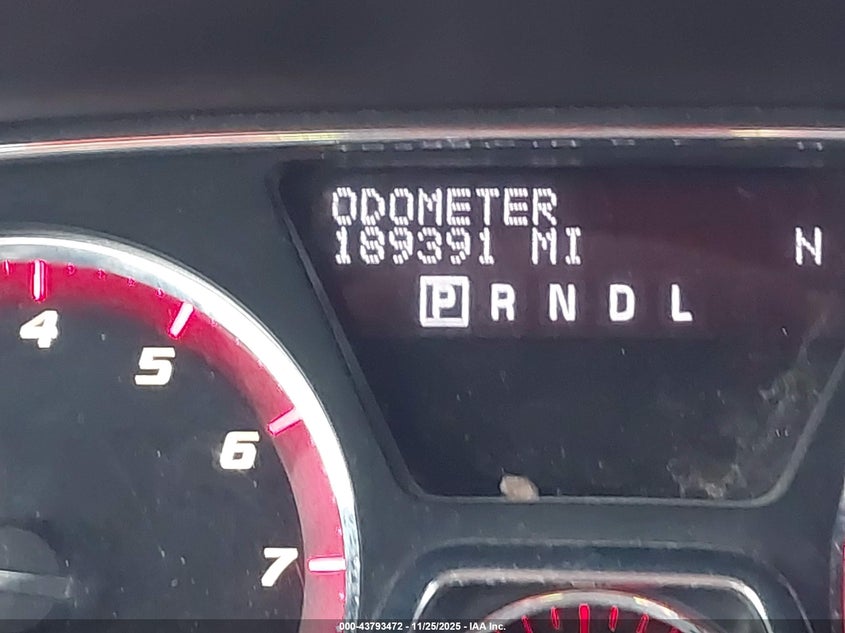 ODOMETER
189391 MI N
P R N D L
4
5
6
7
000-43793472 - 11/25/2025 - IAA Inc.